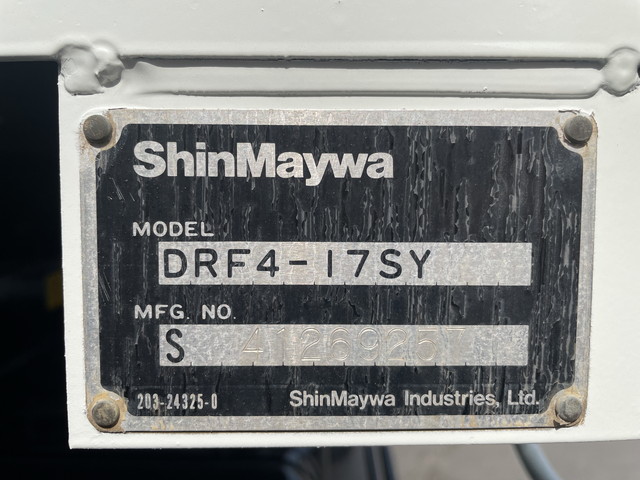 ShinMaywa
MODEL
DRF4-17SY
MFG. NO.
S
203-24325-0 ShinMaywa Industries, Ltd.